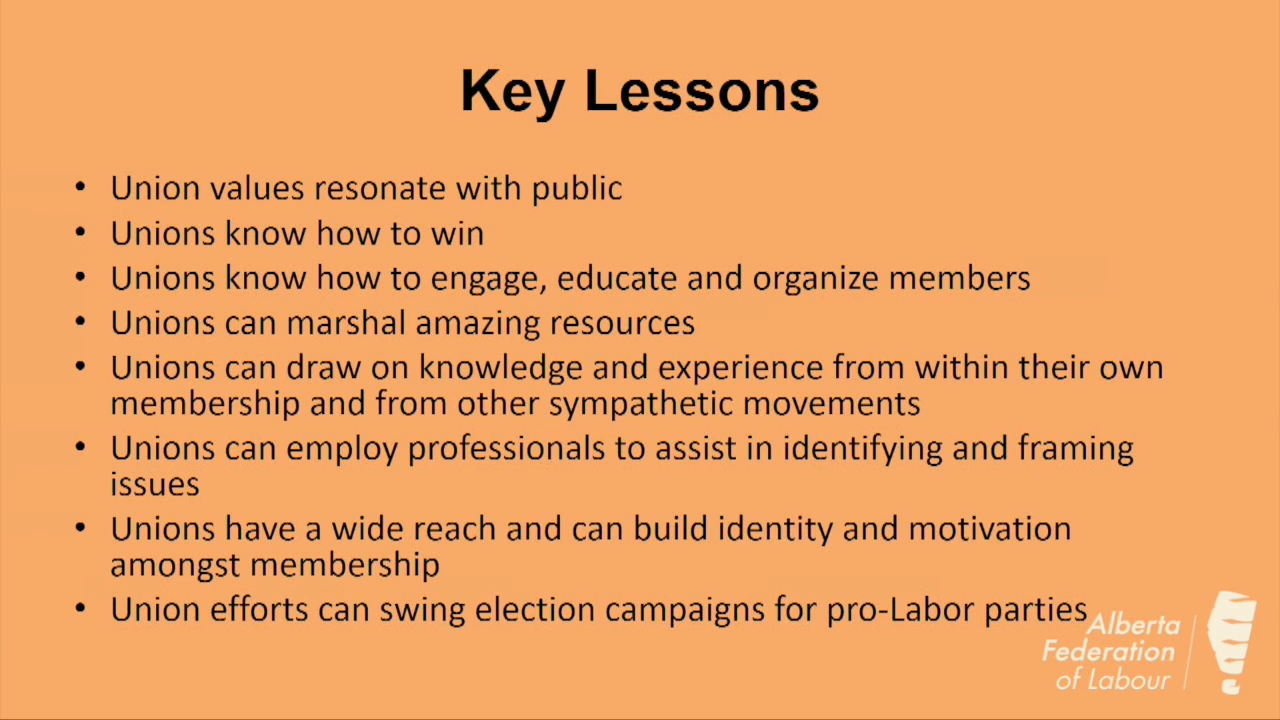 Key Lessons
• Union values resonate with public
• Unions know how to win
• Unions know how to engage, educate and organize members
• Unions can marshal amazing resources
• Unions can draw on knowledge and experience from within their own
membership and from other sympathetic movements
• Unions can employ professionals to assist in identifying and framing
issues
• Unions have a wide reach and can build identity and motivation
amongst membership
• Union efforts can swing election campaigns for pro-Labor parties
Alberta
Federation
of Labour